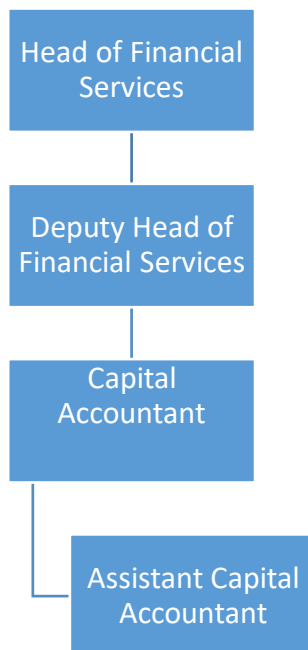 Head of Financial
Services
Deputy Head of
Financial Services
Capital
Accountant
Assistant Capital
Accountant